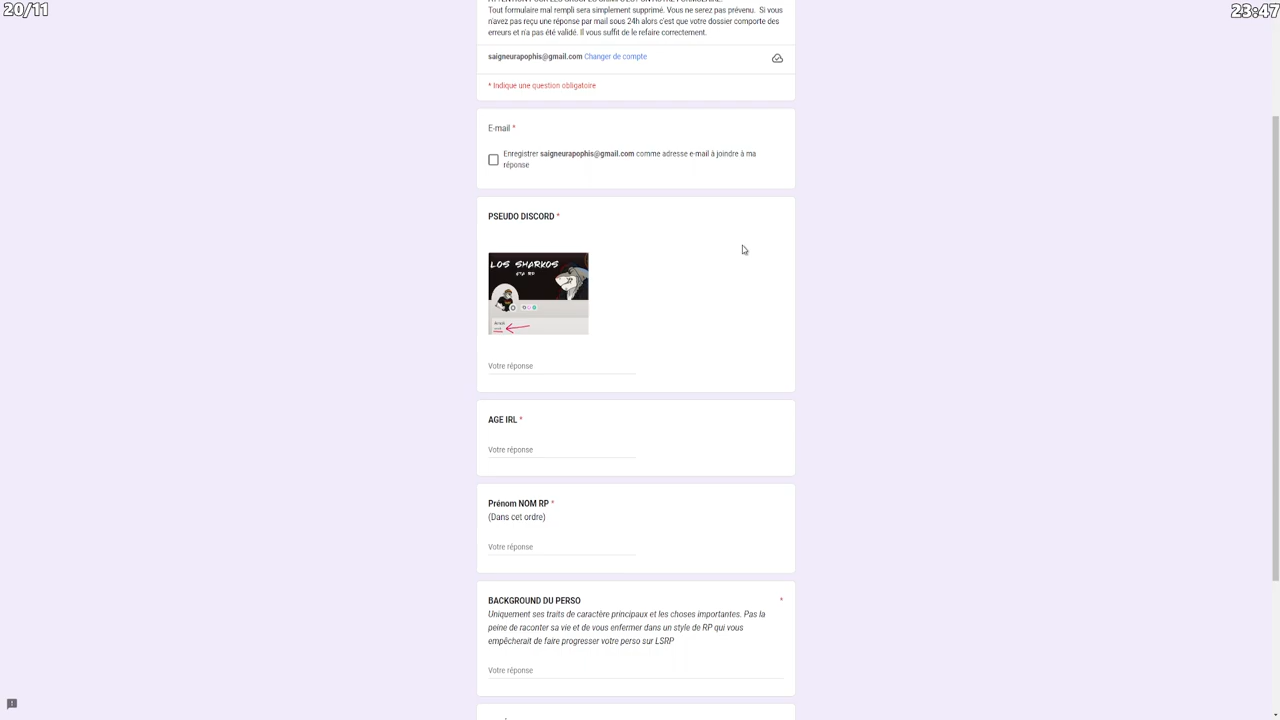 20/11
23:47
Tout formulaire mal rempli sera simplement supprimé. Vous ne serez pas prévenu. Si vous
n'avez pas reçu une réponse par mail sous 24h alors c'est que votre dossier comporte des
erreurs et n'a pas été validé. Il vous suffit de le refaire correctement.
saigneurapophis@gmail.com Changer de compte
* Indique une question obligatoire
E-mail *
Enregistrer saigneurapophis@gmail.com comme adresse e-mail à joindre à ma
réponse
PSEUDO DISCORD *
LOS SHARKOS
GTA RP
Votre réponse
AGE IRL *
Votre réponse
Prénom NOM RP *
(Dans cet ordre)
Votre réponse
BACKGROUND DU PERSO *
Uniquement ses traits de caractère principaux et les choses importantes. Pas la
peine de raconter sa vie et de vous enfermer dans un style de RP qui vous
empêcherait de faire progresser votre perso sur LSRP
Votre réponse